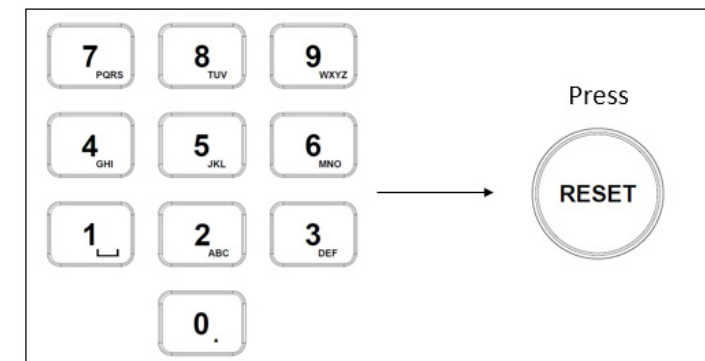 7 PQRS 8 TUV 9 WXYZ
Press
4 GHI 5 JKL 6 MNO
RESET
1 2 ABC 3 DEF
0 .